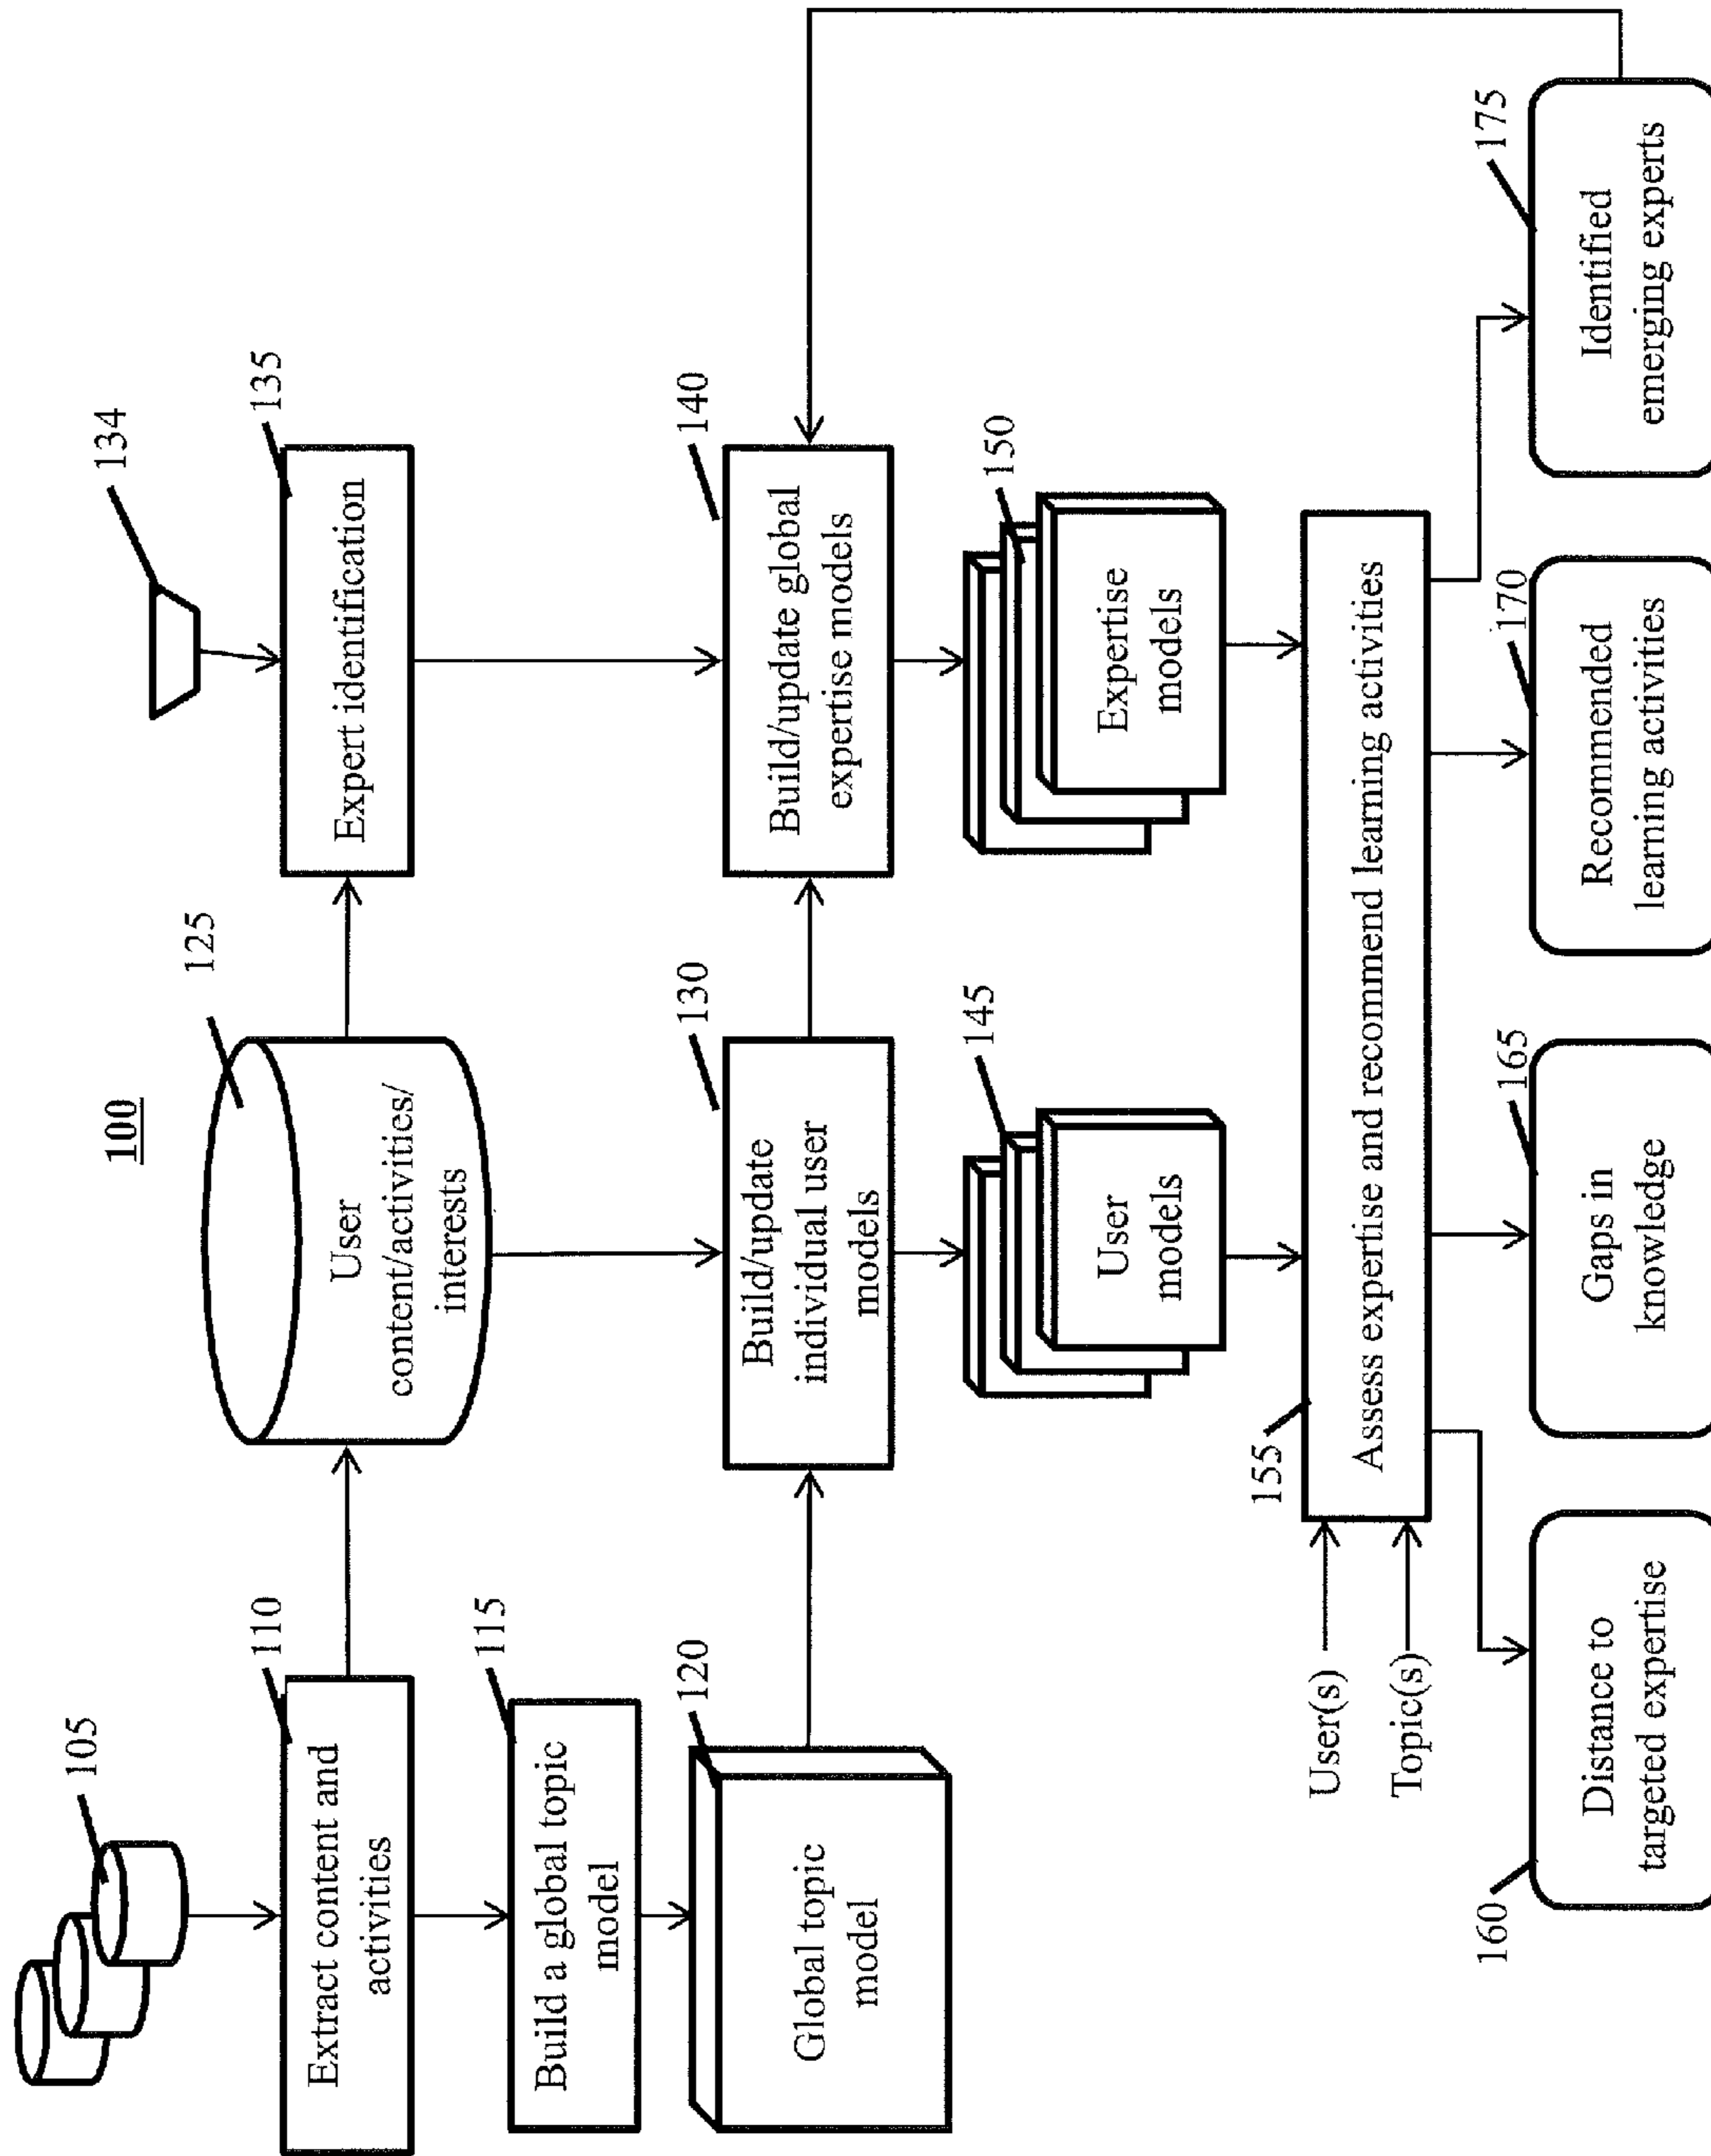 100
105
110
Extract content and
activities
115
Build a global topic
model
120
Global topic
model
125
User
content/activities/
interests
130
Build/update
individual user
models
134
135
Expert identification
140
Build/update global
expertise models
145
User
models
150
Expertise
models
155
Assess expertise and recommend learning activities
User(s)
Topic(s)
160
Distance to
targeted expertise
165
Gaps in
knowledge
170
Recommended
learning activities
175
Identified
emerging experts